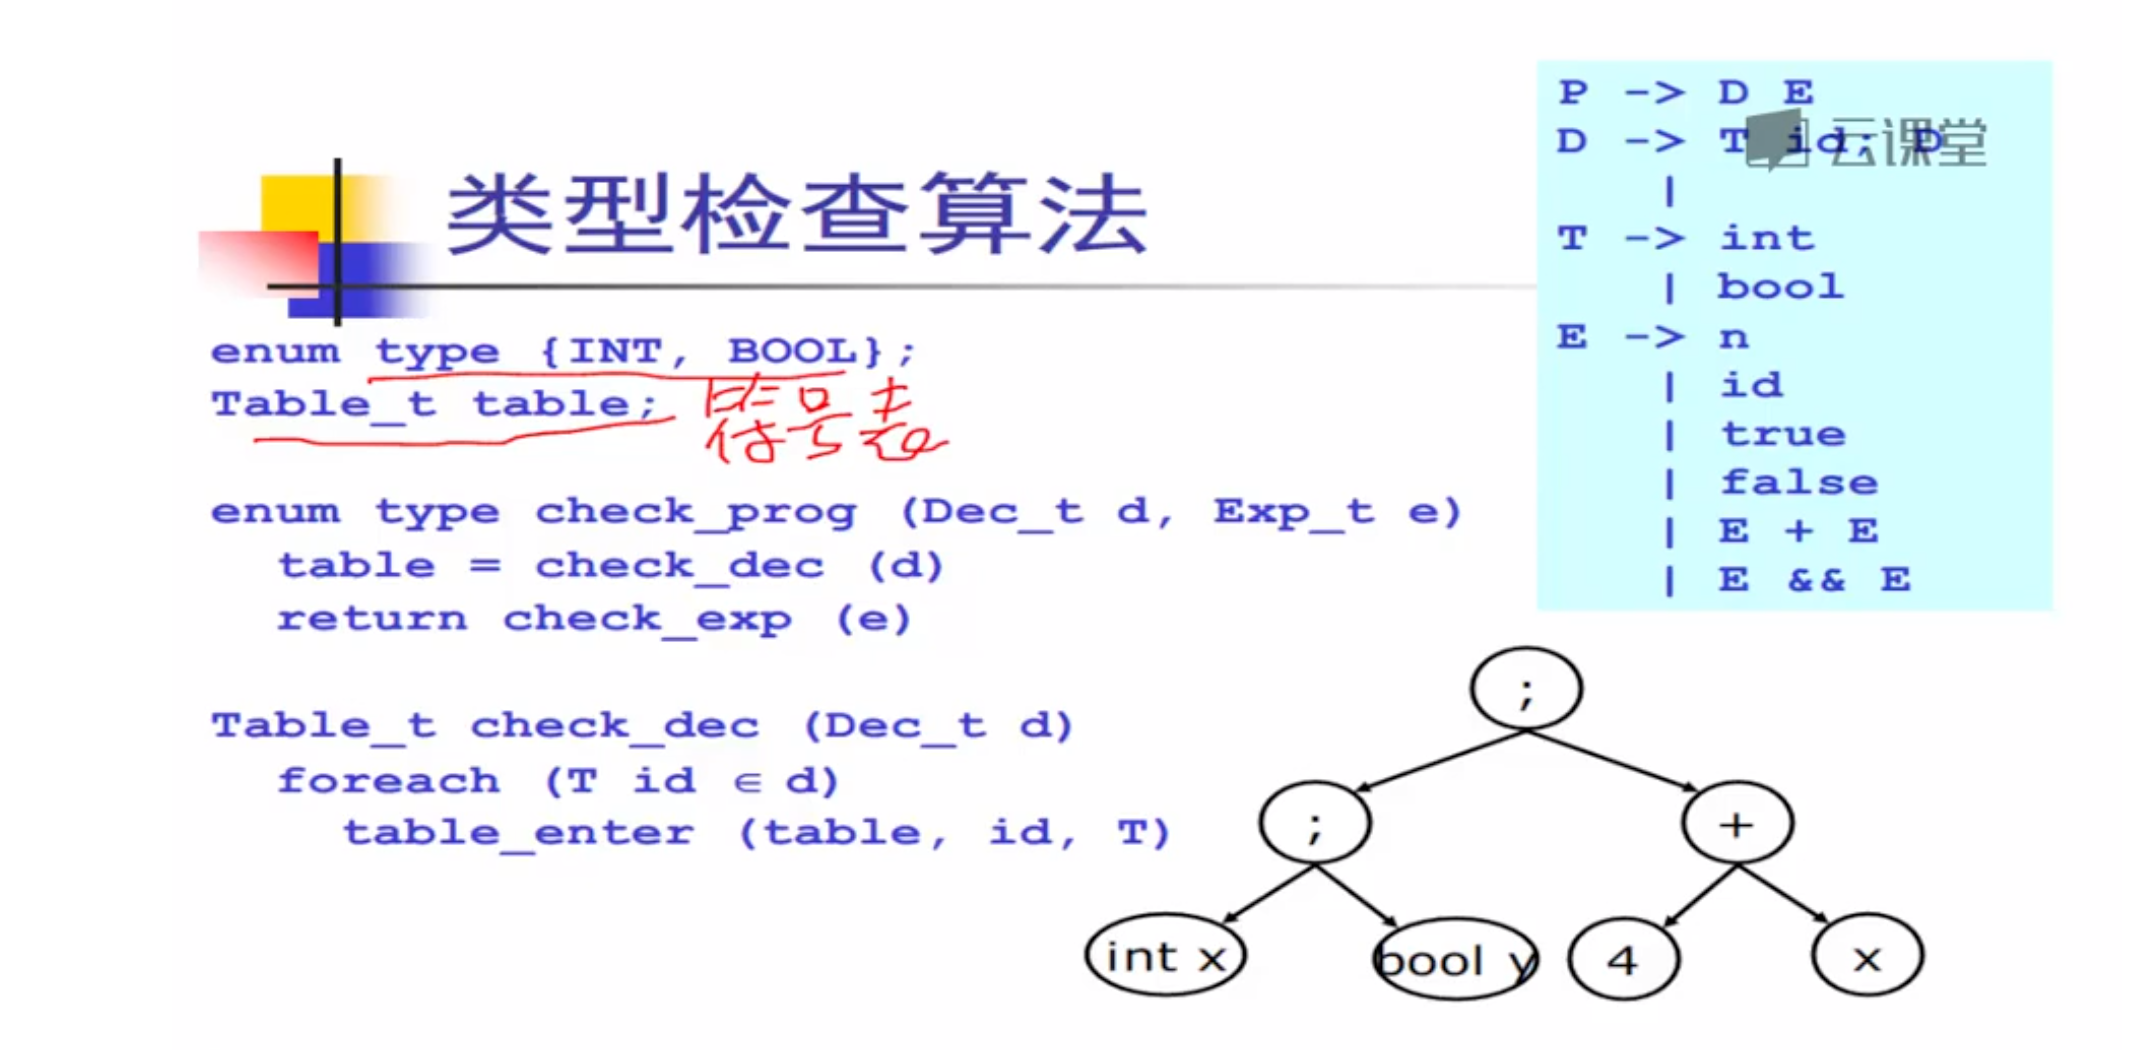 类型检查算法
enum type {INT, BOOL};
Table_t table; 符号表
enum type check_prog (Dec_t d, Exp_t e)
table = check_dec (d)
return check_exp (e)
Table_t check_dec (Dec_t d)
foreach (T id ∈ d)
table_enter (table, id, T)
P -> D E
D -> T id; D
|
T -> int
| bool
E -> n
| id
| true
| false
| E + E
| E && E
云课堂
;
; +
int x bool y 4 x